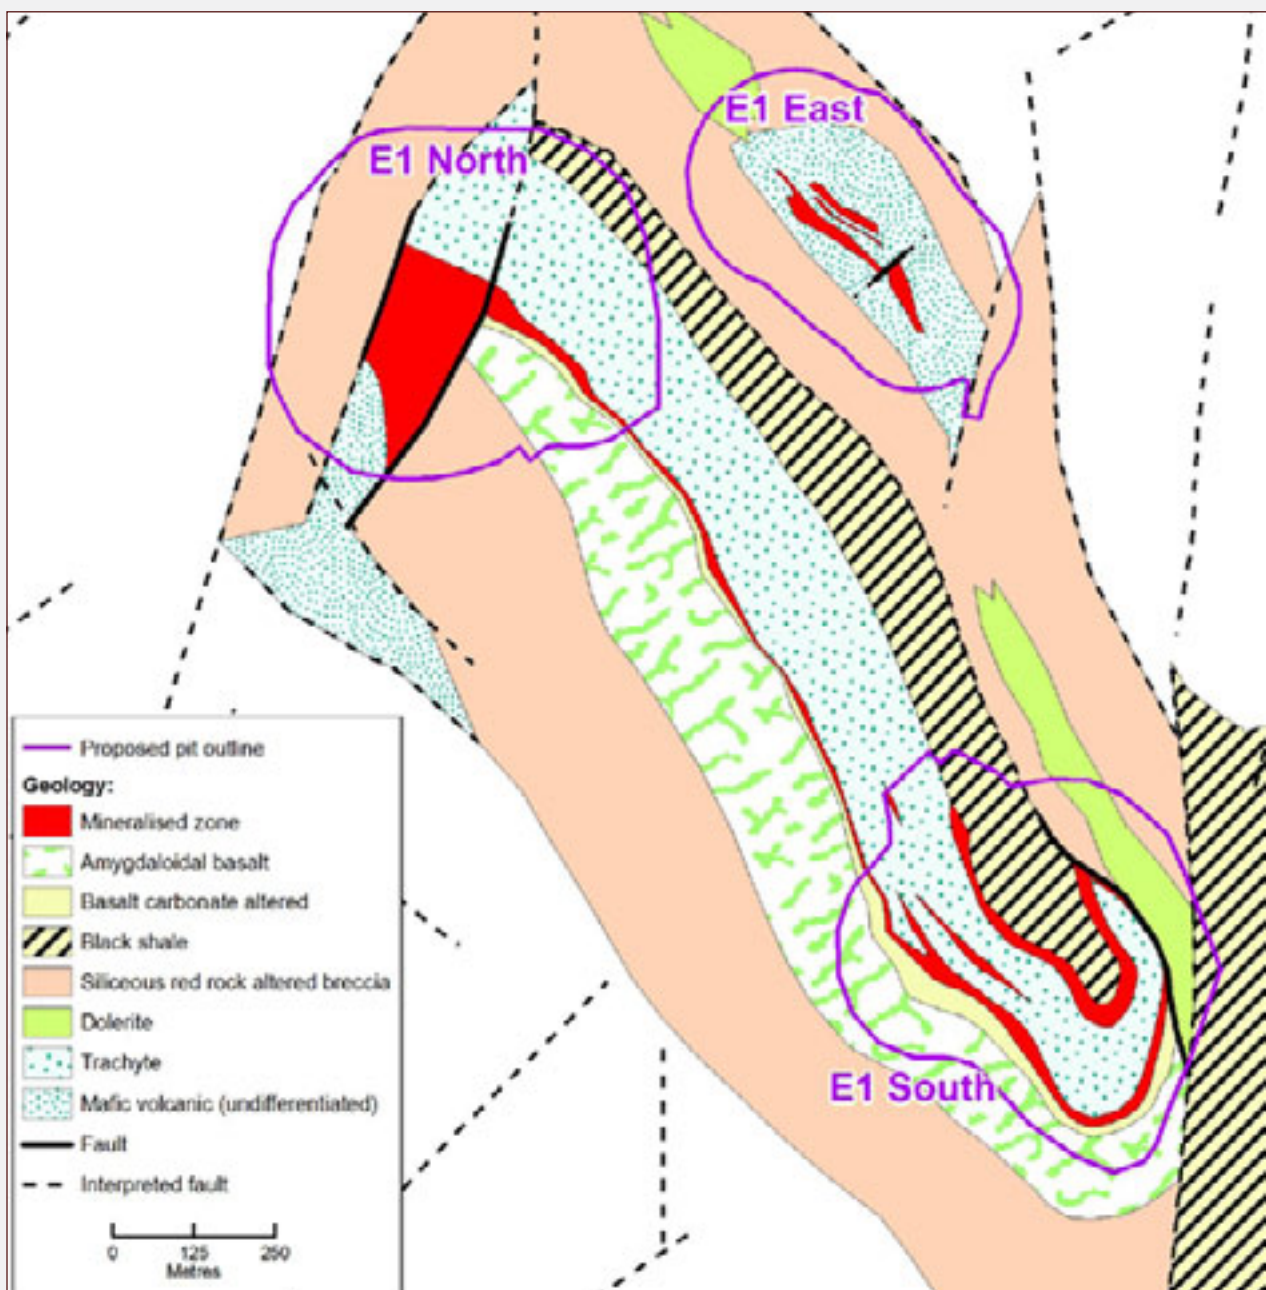 E1 East
E1 North
E1 South
Proposed pit outline
Geology:
Mineralised zone
Amygdaloidal basalt
Basalt carbonate altered
Black shale
Siliceous red rock altered breccia
Dolerite
Trachyte
Mafic volcanic (undifferentiated)
Fault
Interpreted fault
0 125 250
Metres